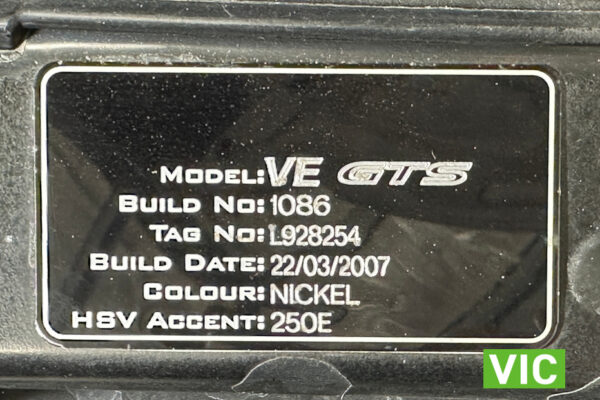 MODEL: VE GTS
BUILD NO: 1086
TAG NO: L928254
BUILD DATE: 22/03/2007
COLOUR: NICKEL
HSV ACCENT: 250E
VIC